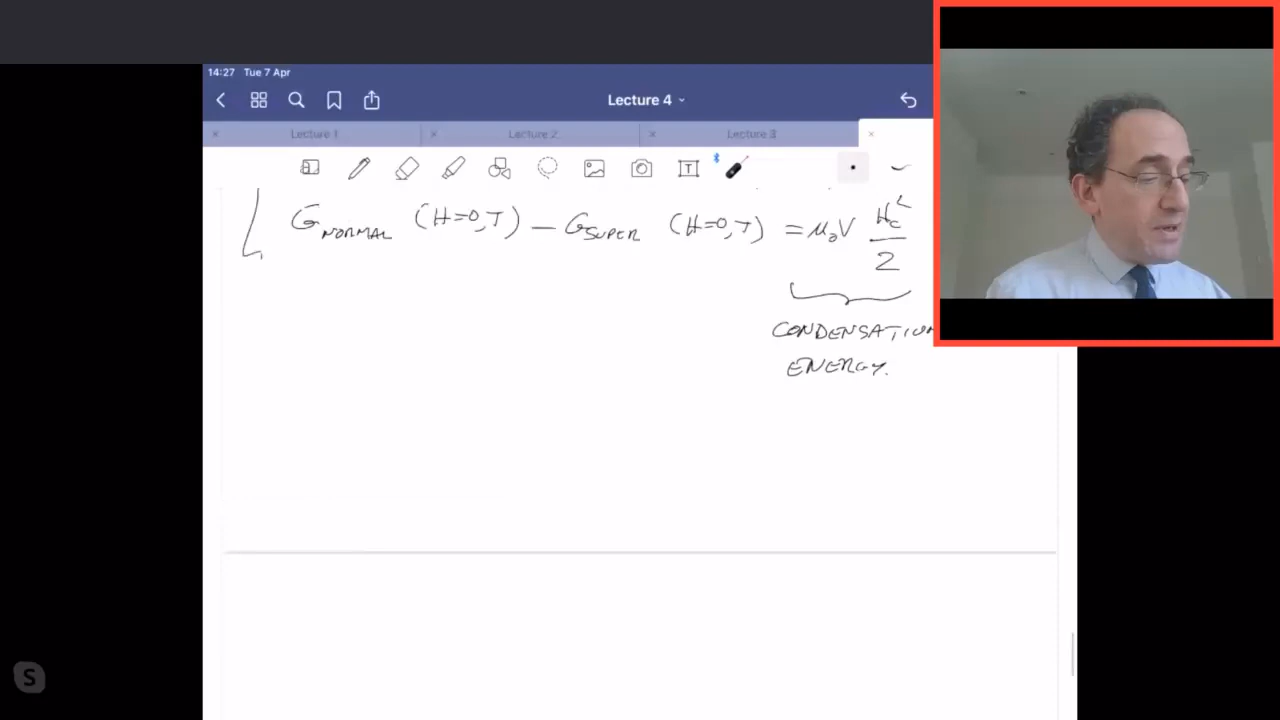 14:27 Tue 7 Apr
Lecture 4
Lecture 1
Lecture 2
Lecture 3
T
G_NORMAL (H=0,T) — G_SUPER (H=0,T) = μ₀V H_c² / 2
CONDENSATION
ENERGY.
S